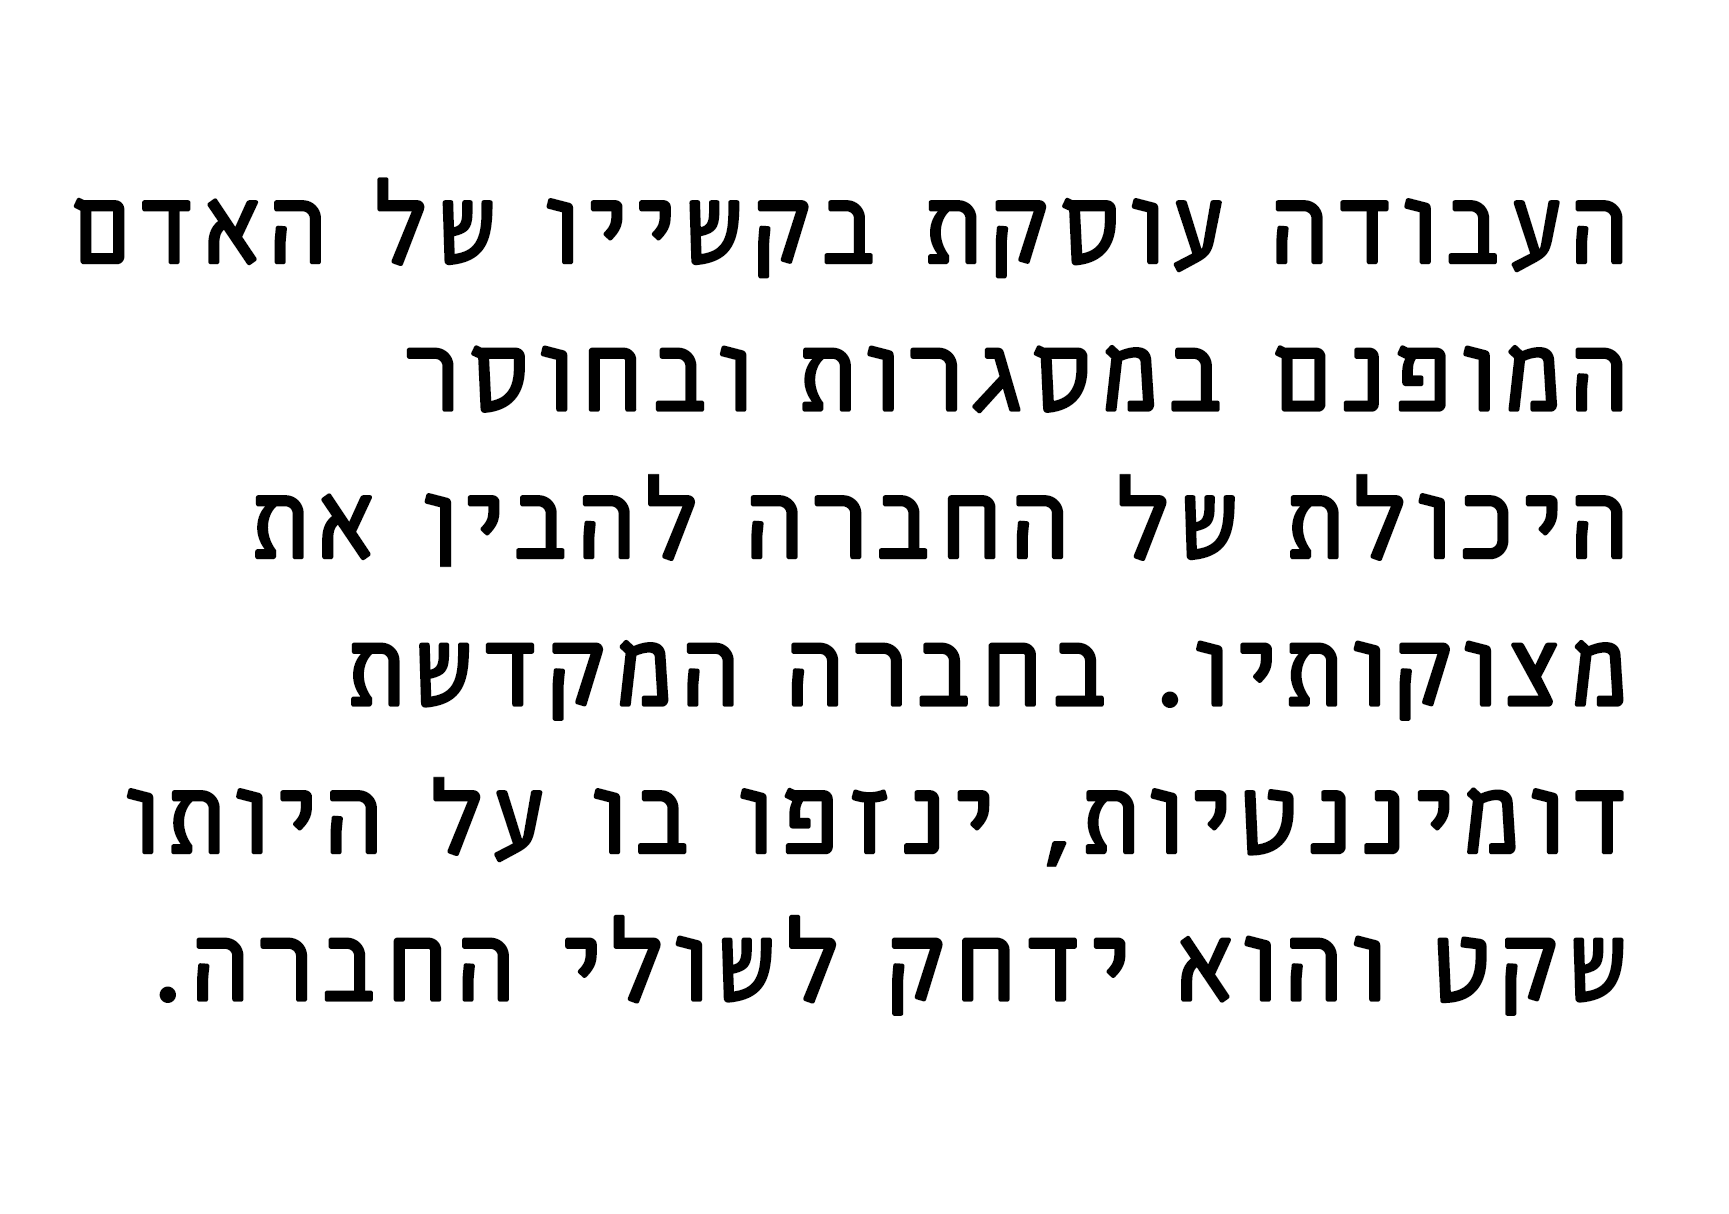 העבודה עוסקת בקשייו של האדם
המופנם במסגרות ובחוסר
היכולת של החברה להבין את
מצוקותיו. בחברה המקדשת
דומיננטיות, ינזפו בו על היותו
שקט והוא ידחק לשולי החברה.